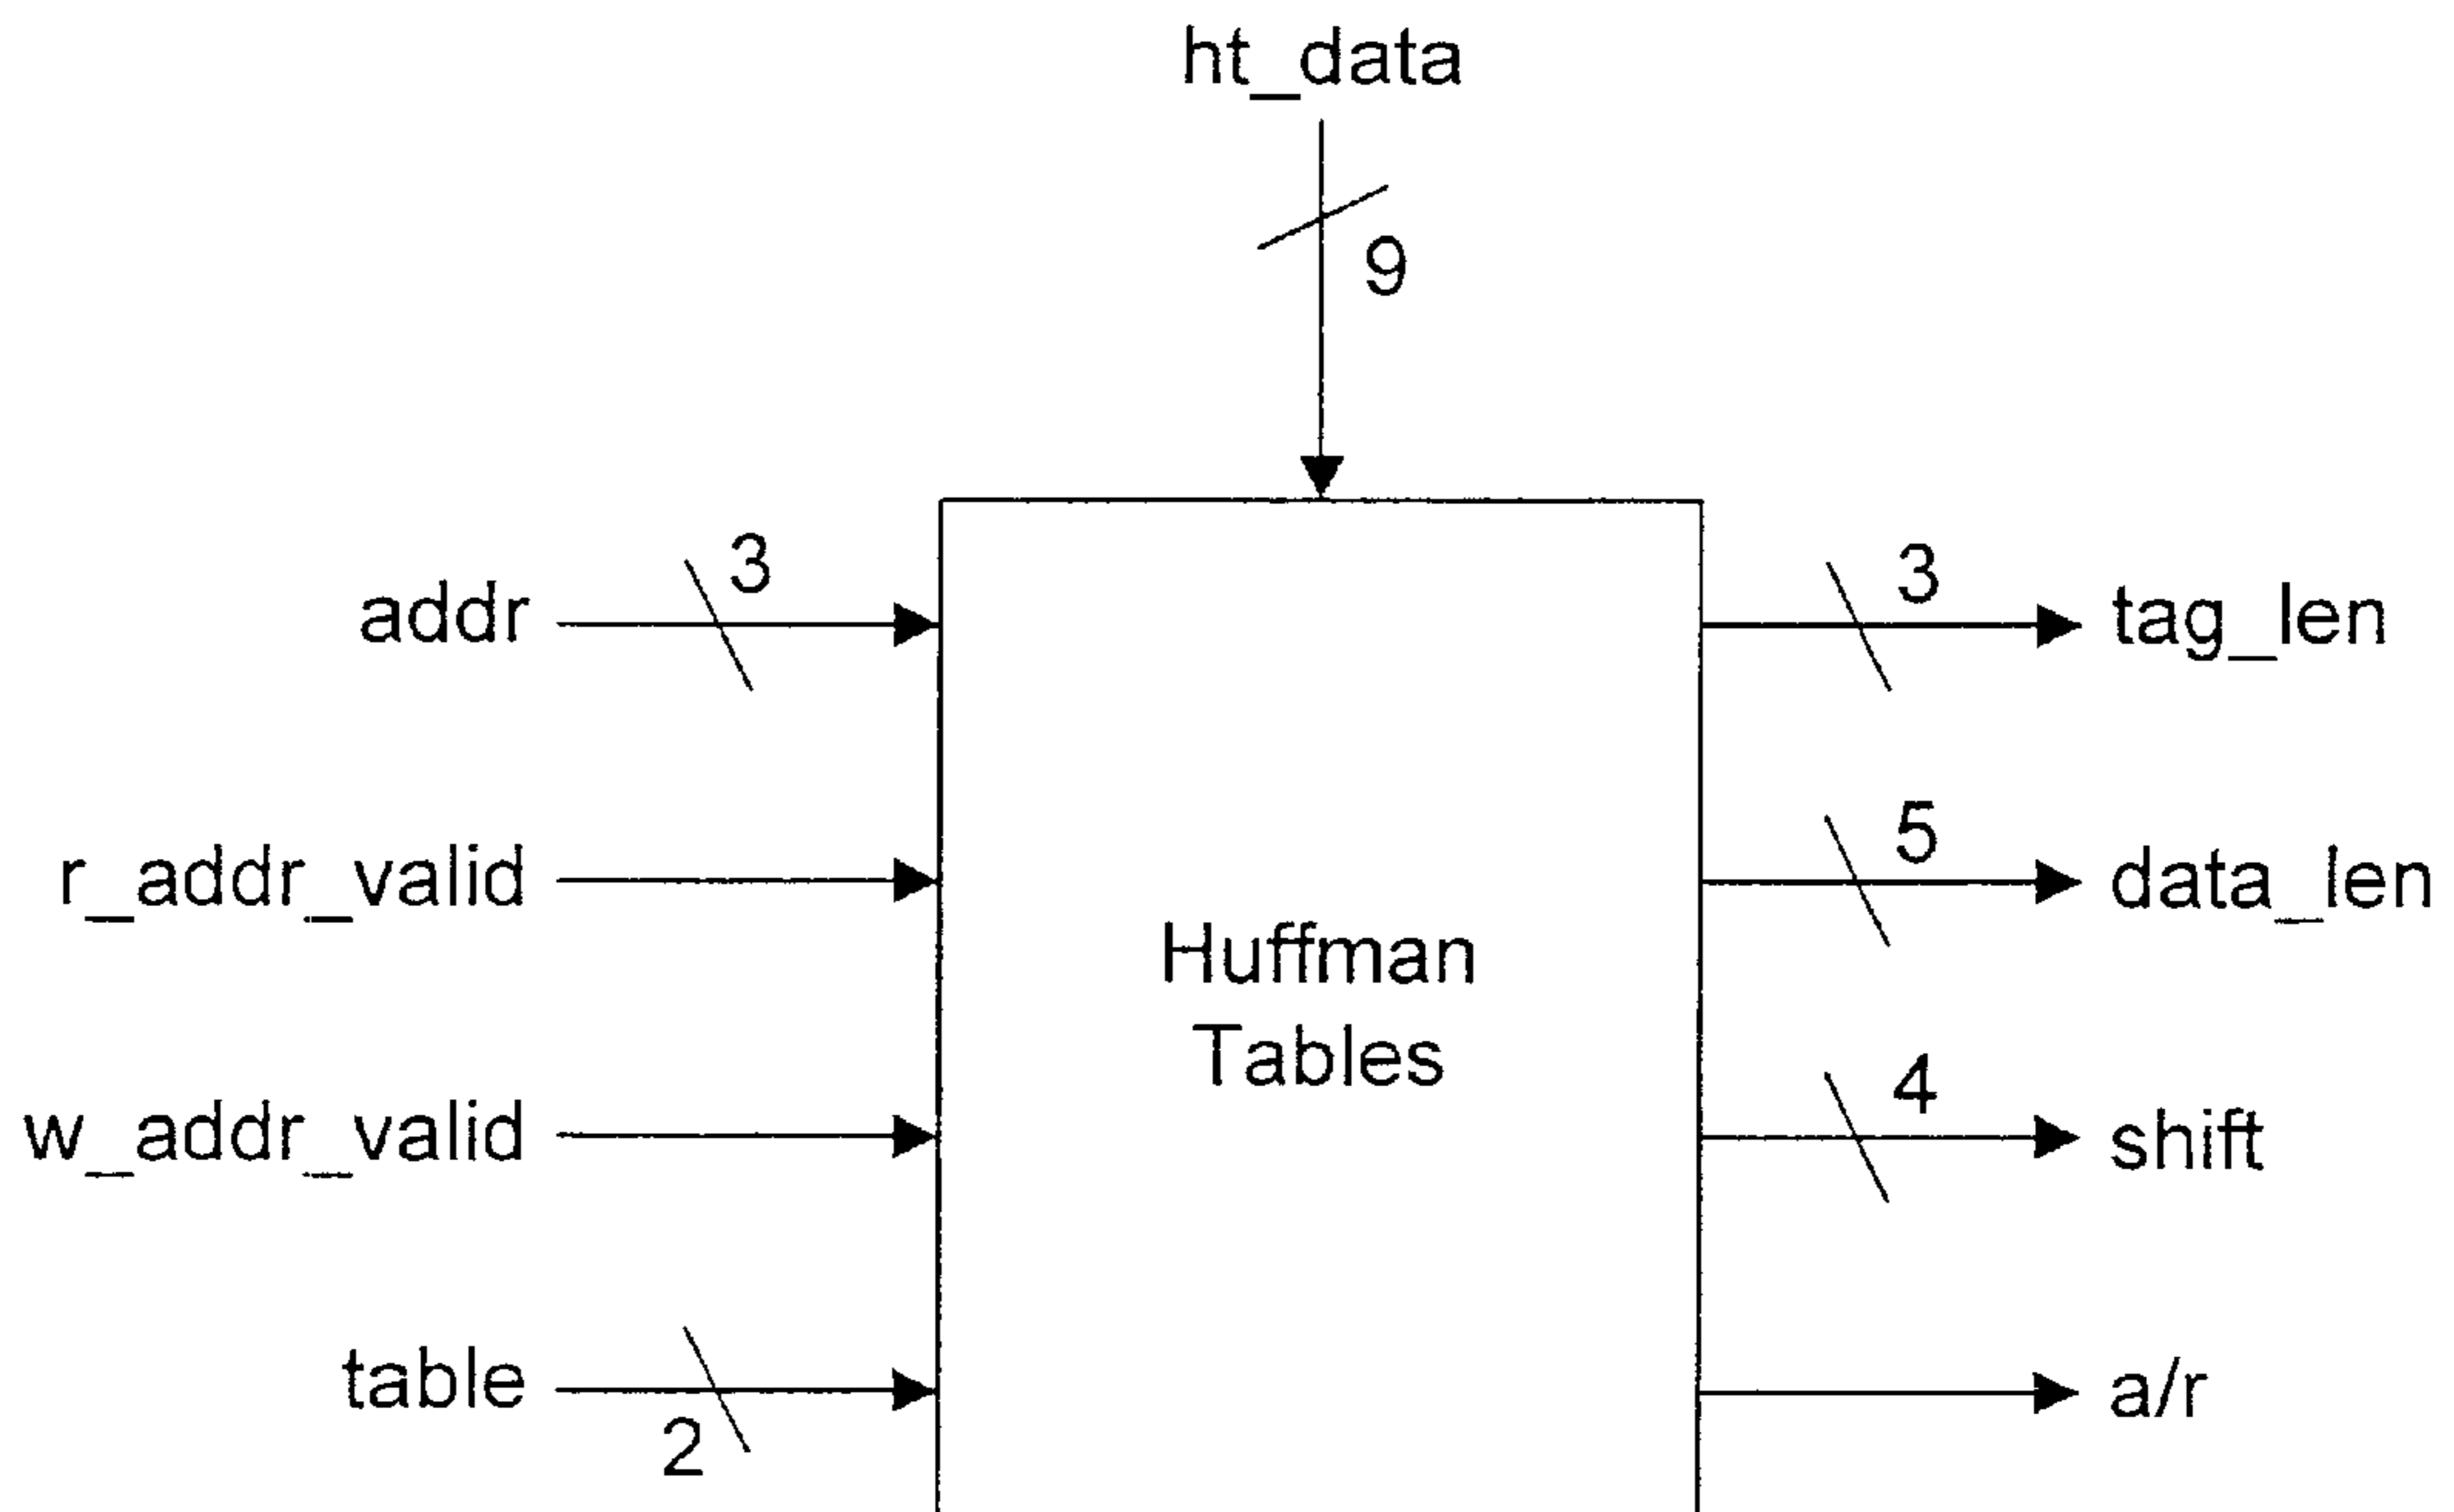 ht_data
9
addr
3
3
tag_len
r_addr_valid
5
data_len
Huffman
Tables
w_addr_valid
4
shift
table
2
a/r